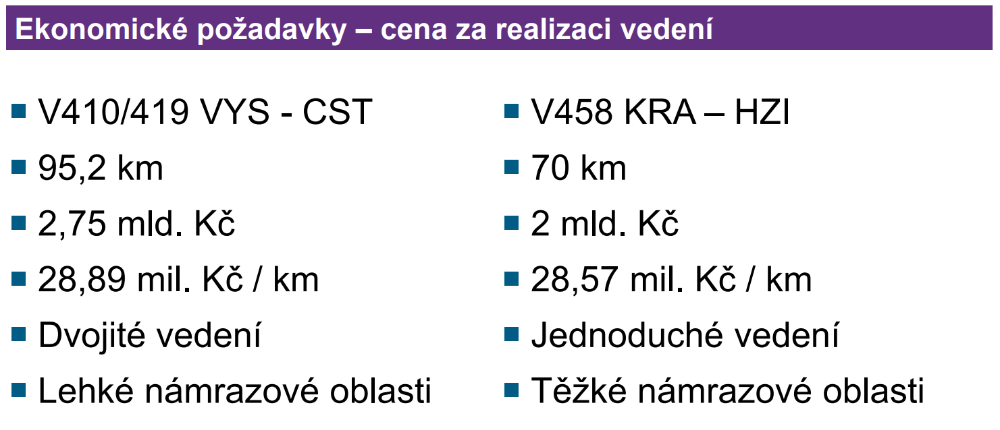 Ekonomické požadavky – cena za realizaci vedení
V410/419 VYS - CST
95,2 km
2,75 mld. Kč
28,89 mil. Kč / km
Dvojité vedení
Lehké námrazové oblasti
V458 KRA – HZI
70 km
2 mld. Kč
28,57 mil. Kč / km
Jednoduché vedení
Těžké námrazové oblasti